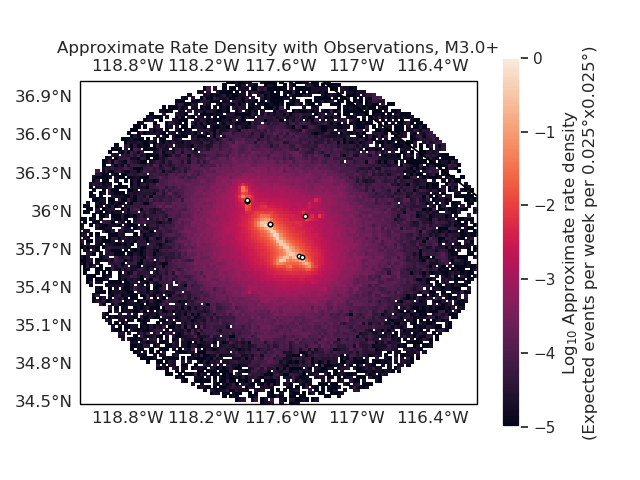 Approximate Rate Density with Observations, M3.0+
118.8°W 118.2°W 117.6°W 117°W 116.4°W
36.9°N
36.6°N
36.3°N
36°N
35.7°N
35.4°N
35.1°N
34.8°N
34.5°N
118.8°W 118.2°W 117.6°W 117°W 116.4°W
0
−1
−2
−3
−4
−5
Log10 Approximate rate density
(Expected events per week per 0.025°x0.025°)